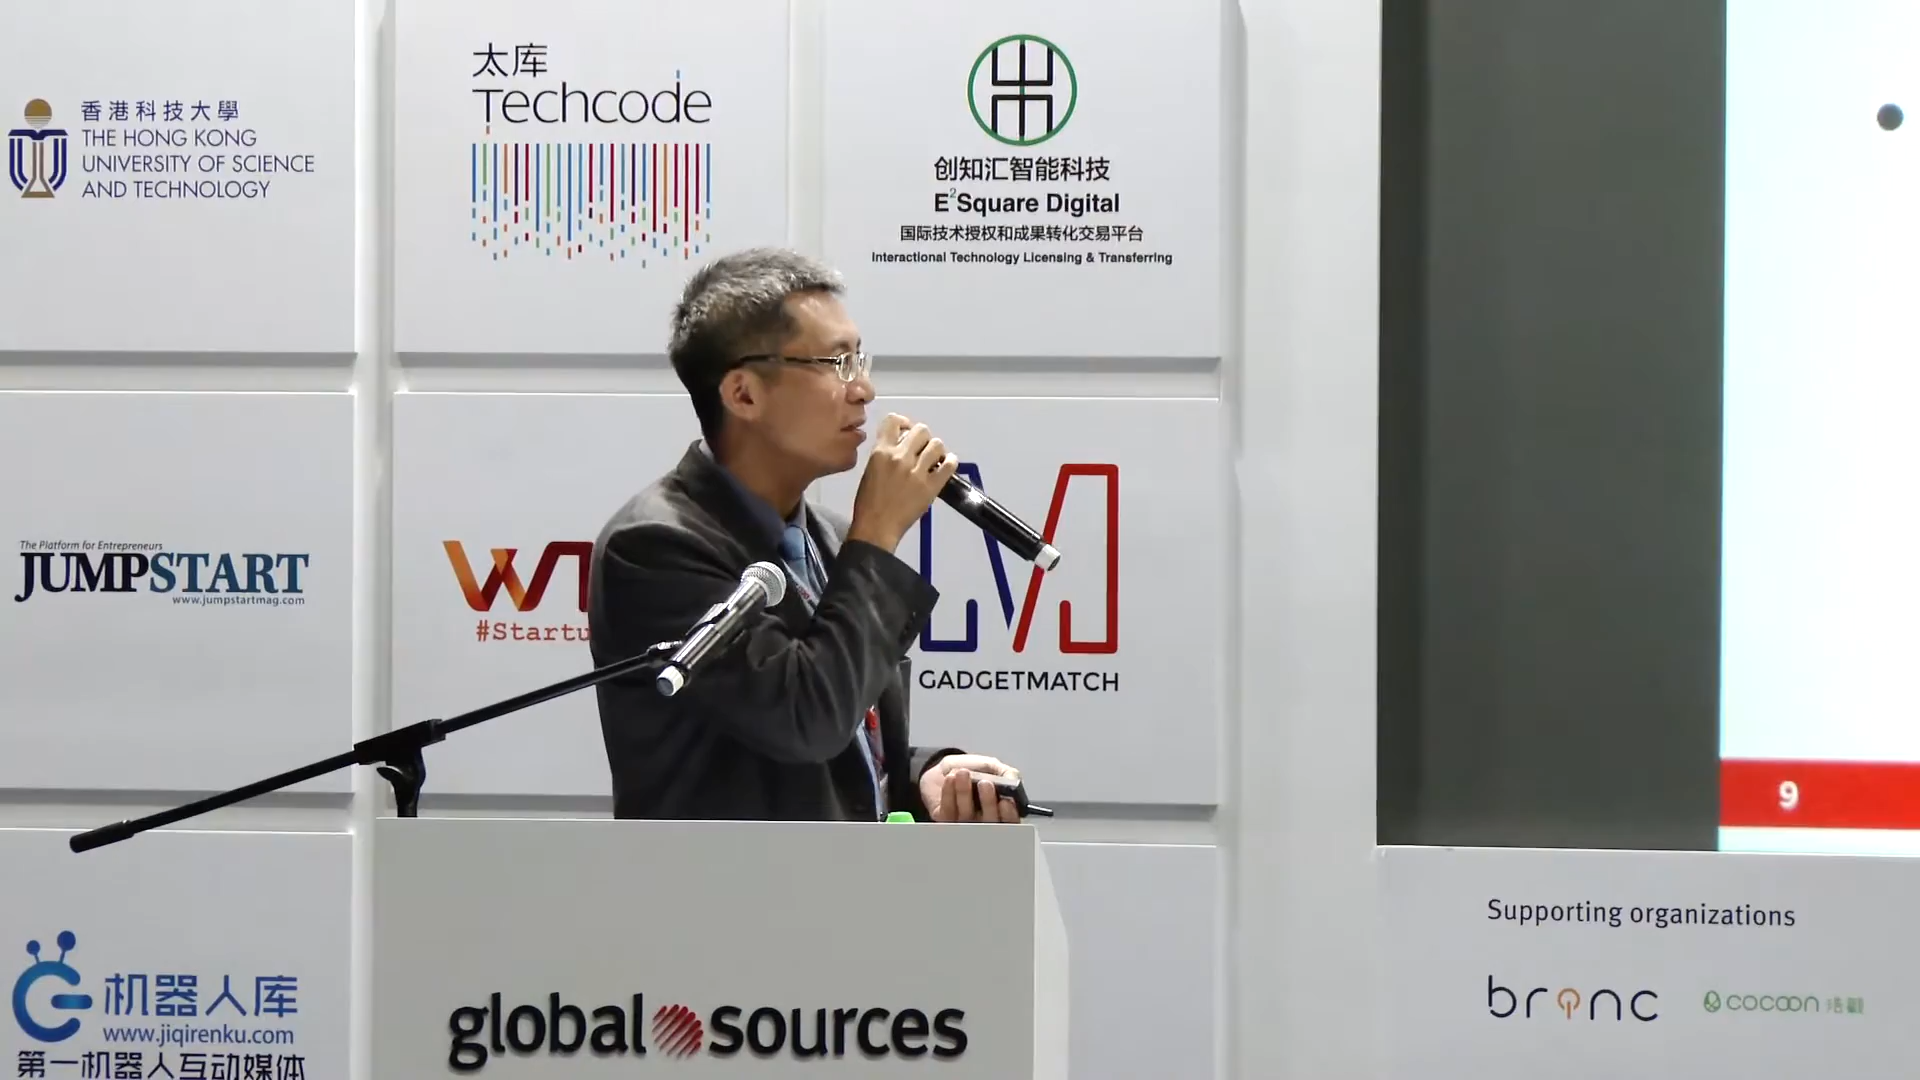 香港科技大學
THE HONG KONG
UNIVERSITY OF SCIENCE
AND TECHNOLOGY
太库
Techcode
创知汇智能科技
E2Square Digital
国际技术授权和成果转化交易平台
Interactional Technology Licensing & Transferring
The Platform for Entrepreneurs
JUMPSTART
www.jumpstartmag.com
#Startu
GADGETMATCH
9
机器人库
www.jiqirenku.com
第一机器人互动媒体
global sources
Supporting organizations
brinc
cocoon 浩觀